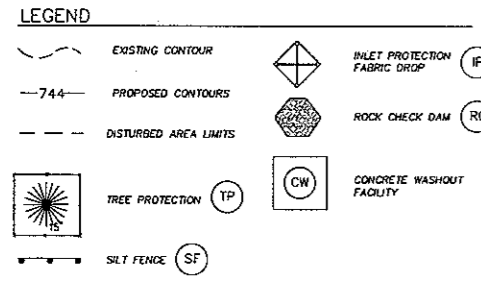 LEGEND
EXISTING CONTOUR
744
PROPOSED CONTOURS
DISTURBED AREA LIMITS
15"
TREE PROTECTION
TP
SILT FENCE
SF
INLET PROTECTION
FABRIC DROP
IP
ROCK CHECK DAM
CW
CONCRETE WASHOUT
FACILITY